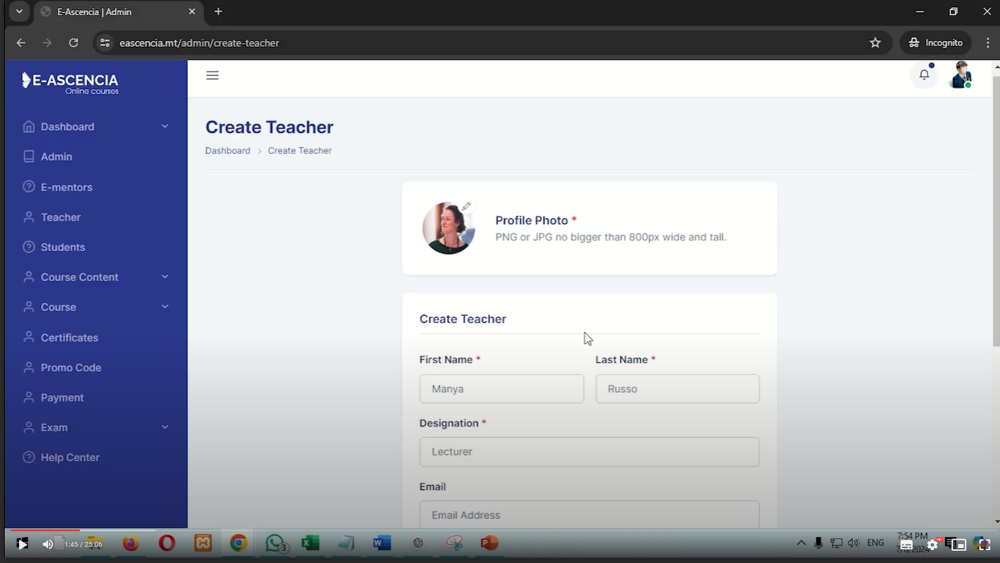 E-Ascencia | Admin
eascencia.mt/admin/create-teacher
Incognito
E-ASCENCIA
Online courses
Dashboard
Admin
E-mentors
Teacher
Students
Course Content
Course
Certificates
Promo Code
Payment
Exam
Help Center
Create Teacher
Dashboard > Create Teacher
Profile Photo *
PNG or JPG no bigger than 800px wide and tall.
Create Teacher
First Name * Last Name *
Manya Russo
Designation *
Lecturer
Email
Email Address
1:45 / 25:06
3
ENG
7:54 PM
HD